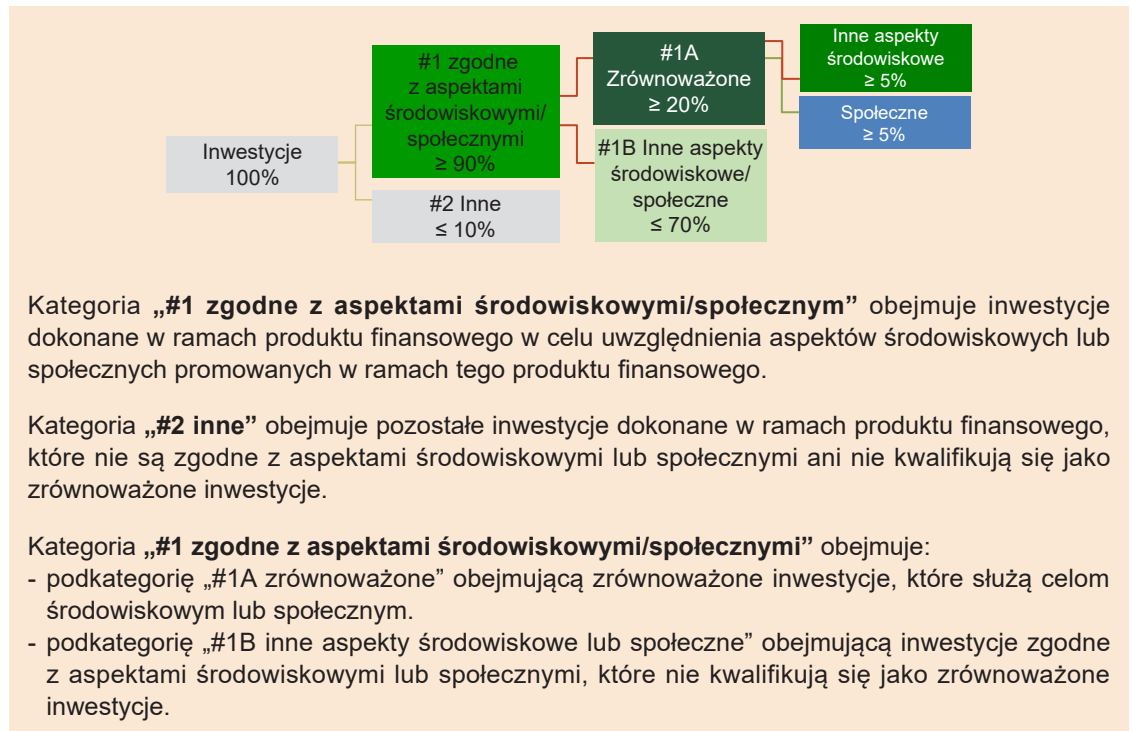 Inwestycje
100%
#1 zgodne
z aspektami
środowiskowymi/
społecznymi
≥ 90%
#2 Inne
≤ 10%
#1A
Zrównoważone
≥ 20%
#1B Inne aspekty
środowiskowe/
społeczne
≤ 70%
Inne aspekty
środowiskowe
≥ 5%
Społeczne
≥ 5%
Kategoria „#1 zgodne z aspektami środowiskowymi/społecznym” obejmuje inwestycje
dokonane w ramach produktu finansowego w celu uwzględnienia aspektów środowiskowych lub
społecznych promowanych w ramach tego produktu finansowego.
Kategoria „#2 inne” obejmuje pozostałe inwestycje dokonane w ramach produktu finansowego,
które nie są zgodne z aspektami środowiskowymi lub społecznymi ani nie kwalifikują się jako
zrównoważone inwestycje.
Kategoria „#1 zgodne z aspektami środowiskowymi/społecznymi” obejmuje:
- podkategorię „#1A zrównoważone” obejmującą zrównoważone inwestycje, które służą celom
środowiskowym lub społecznym.
- podkategorię „#1B inne aspekty środowiskowe lub społeczne” obejmującą inwestycje zgodne
z aspektami środowiskowymi lub społecznymi, które nie kwalifikują się jako zrównoważone
inwestycje.